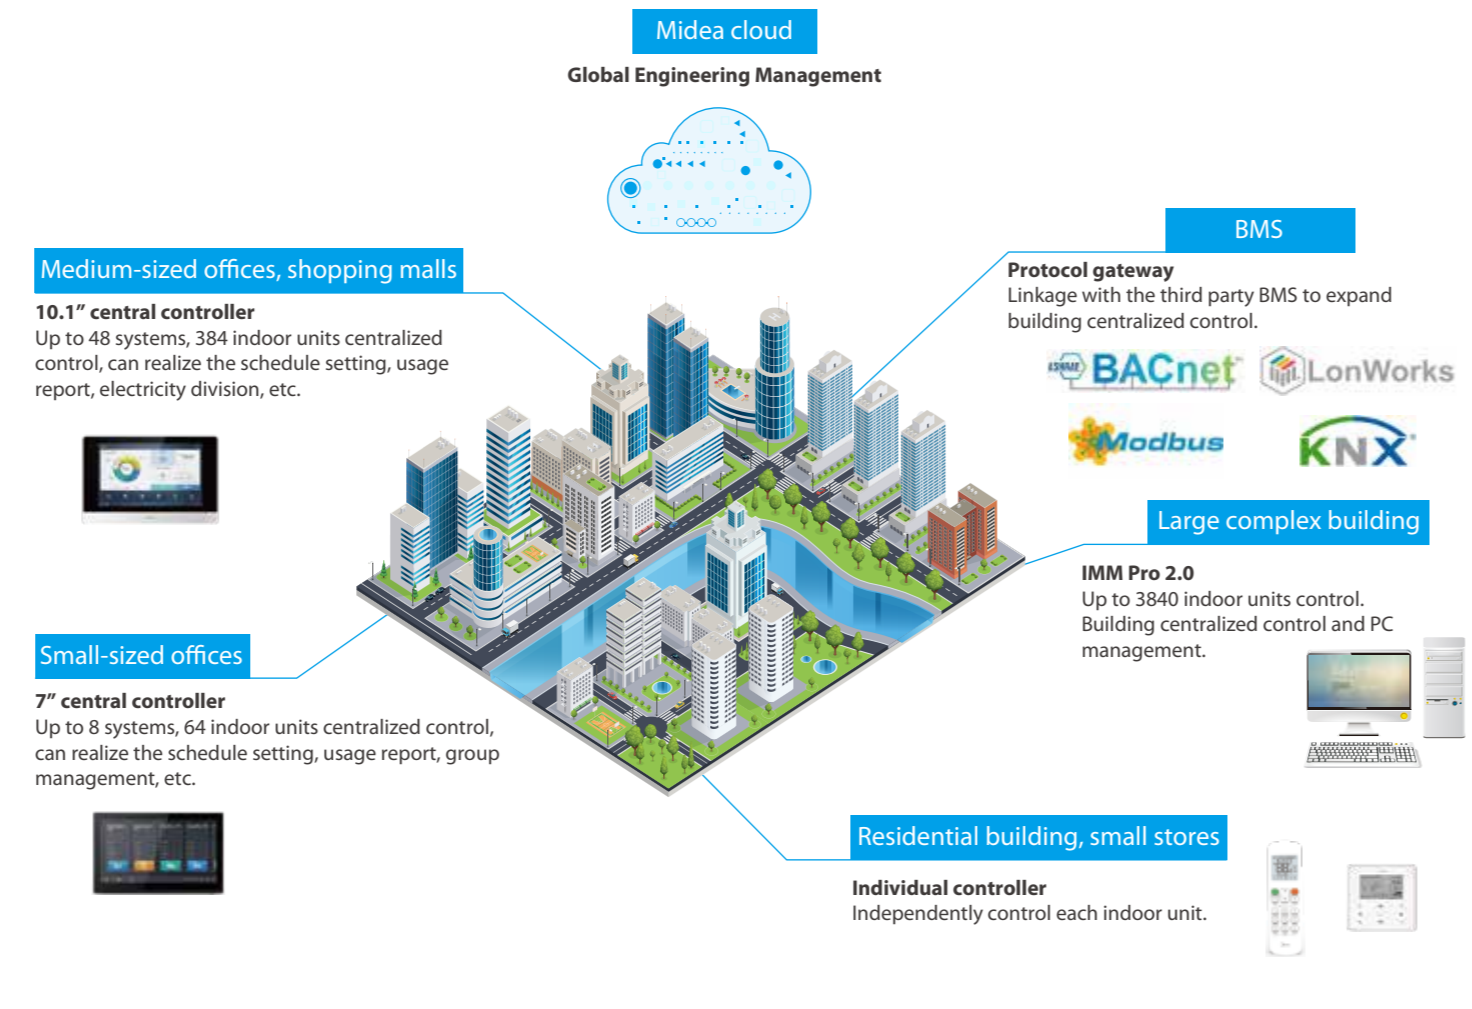 Midea cloud
Global Engineering Management
Medium-sized offices, shopping malls
10.1″ central controller
Up to 48 systems, 384 indoor units centralized
control, can realize the schedule setting, usage
report, electricity division, etc.
BMS
Protocol gateway
Linkage with the third party BMS to expand
building centralized control.
BACnet
LonWorks
Modbus
KNX
Large complex building
IMM Pro 2.0
Up to 3840 indoor units control.
Building centralized control and PC
management.
Small-sized offices
7″ central controller
Up to 8 systems, 64 indoor units centralized control,
can realize the schedule setting, usage report, group
management, etc.
Residential building, small stores
Individual controller
Independently control each indoor unit.